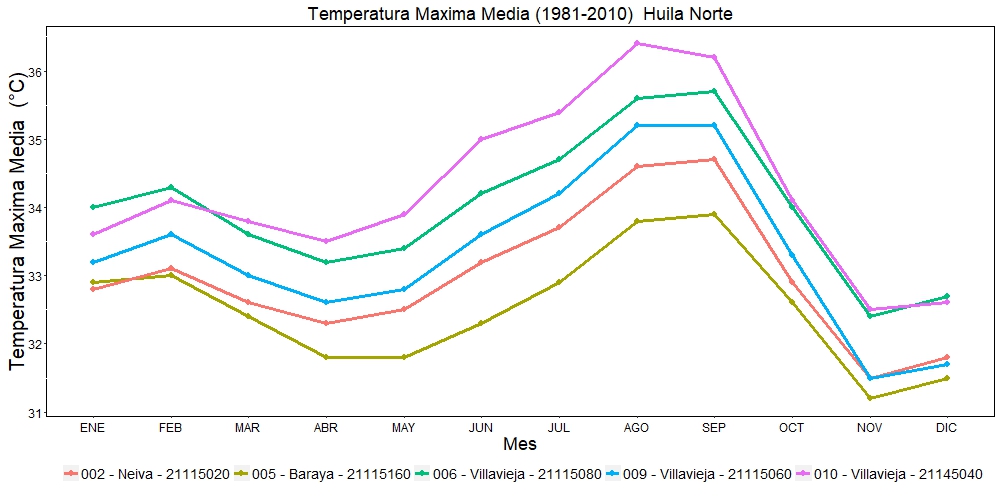 Temperatura Maxima Media (1981-2010)  Huila Norte
Temperatura Maxima Media  (°C)
36
35
34
33
32
31
ENE FEB MAR ABR MAY JUN JUL AGO SEP OCT NOV DIC
Mes
002 - Neiva - 21115020 005 - Baraya - 21115160 006 - Villavieja - 21115080 009 - Villavieja - 21115060 010 - Villavieja - 21145040